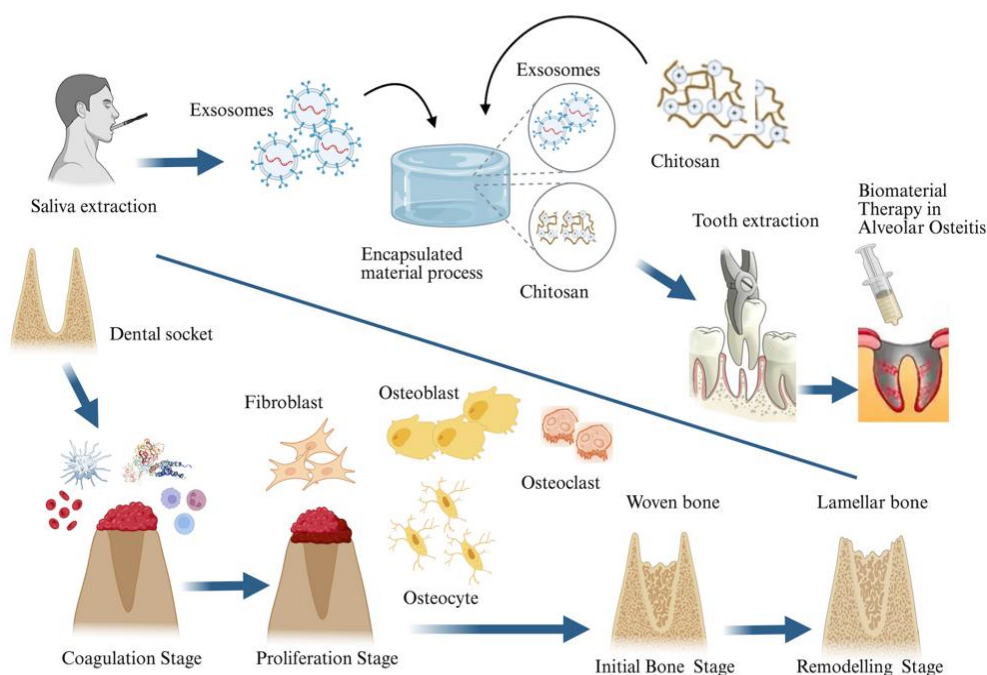 Saliva extraction
Exsosomes
Encapsulated
material process
Exsosomes
Chitosan
Chitosan
Tooth extraction
Biomaterial
Therapy in
Alveolar Osteitis
Dental socket
Coagulation Stage
Fibroblast
Proliferation Stage
Osteoblast
Osteoclast
Osteocyte
Woven bone
Initial Bone Stage
Lamellar bone
Remodelling Stage